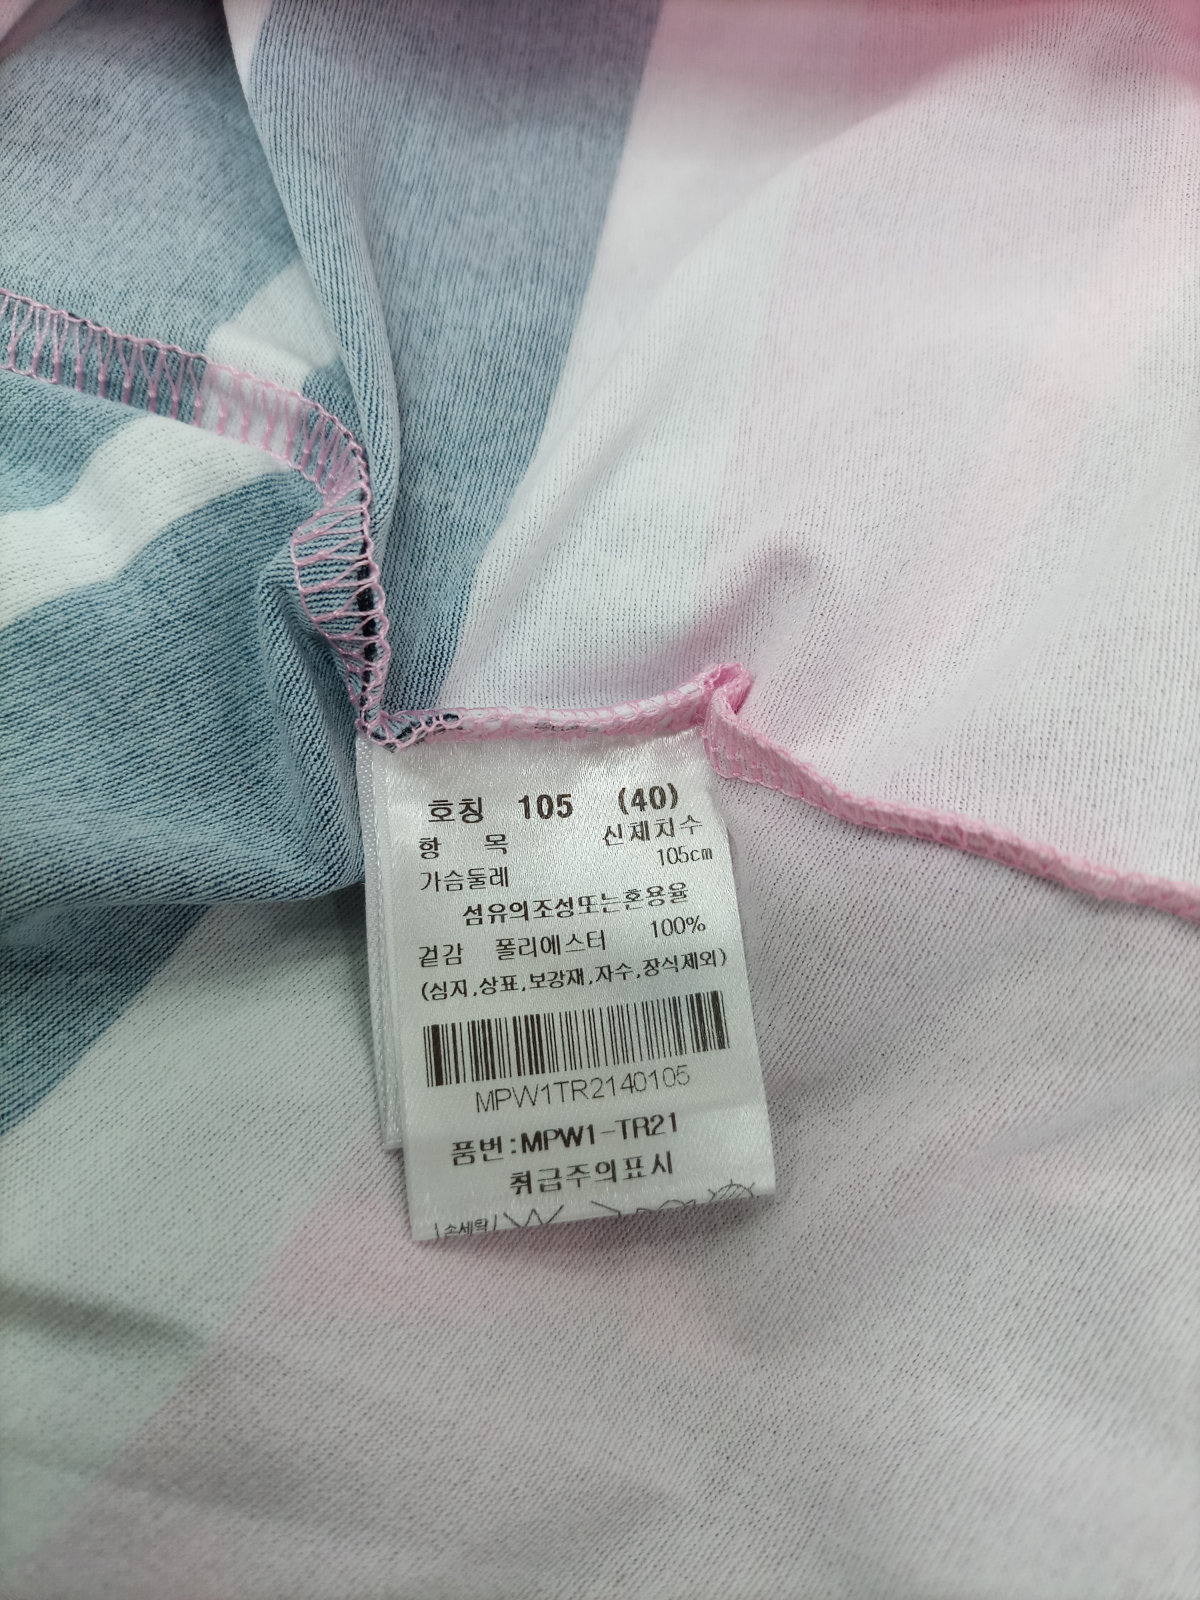 호칭 105 (40)
항 목 신체치수
가슴둘레 105cm
섬유의조성또는혼용율
겉감 폴리에스터 100%
(심지,상표,보강재,자수,장식제외)
MPW1TR2140105
품번:MPW1-TR21
취급주의표시
손세탁